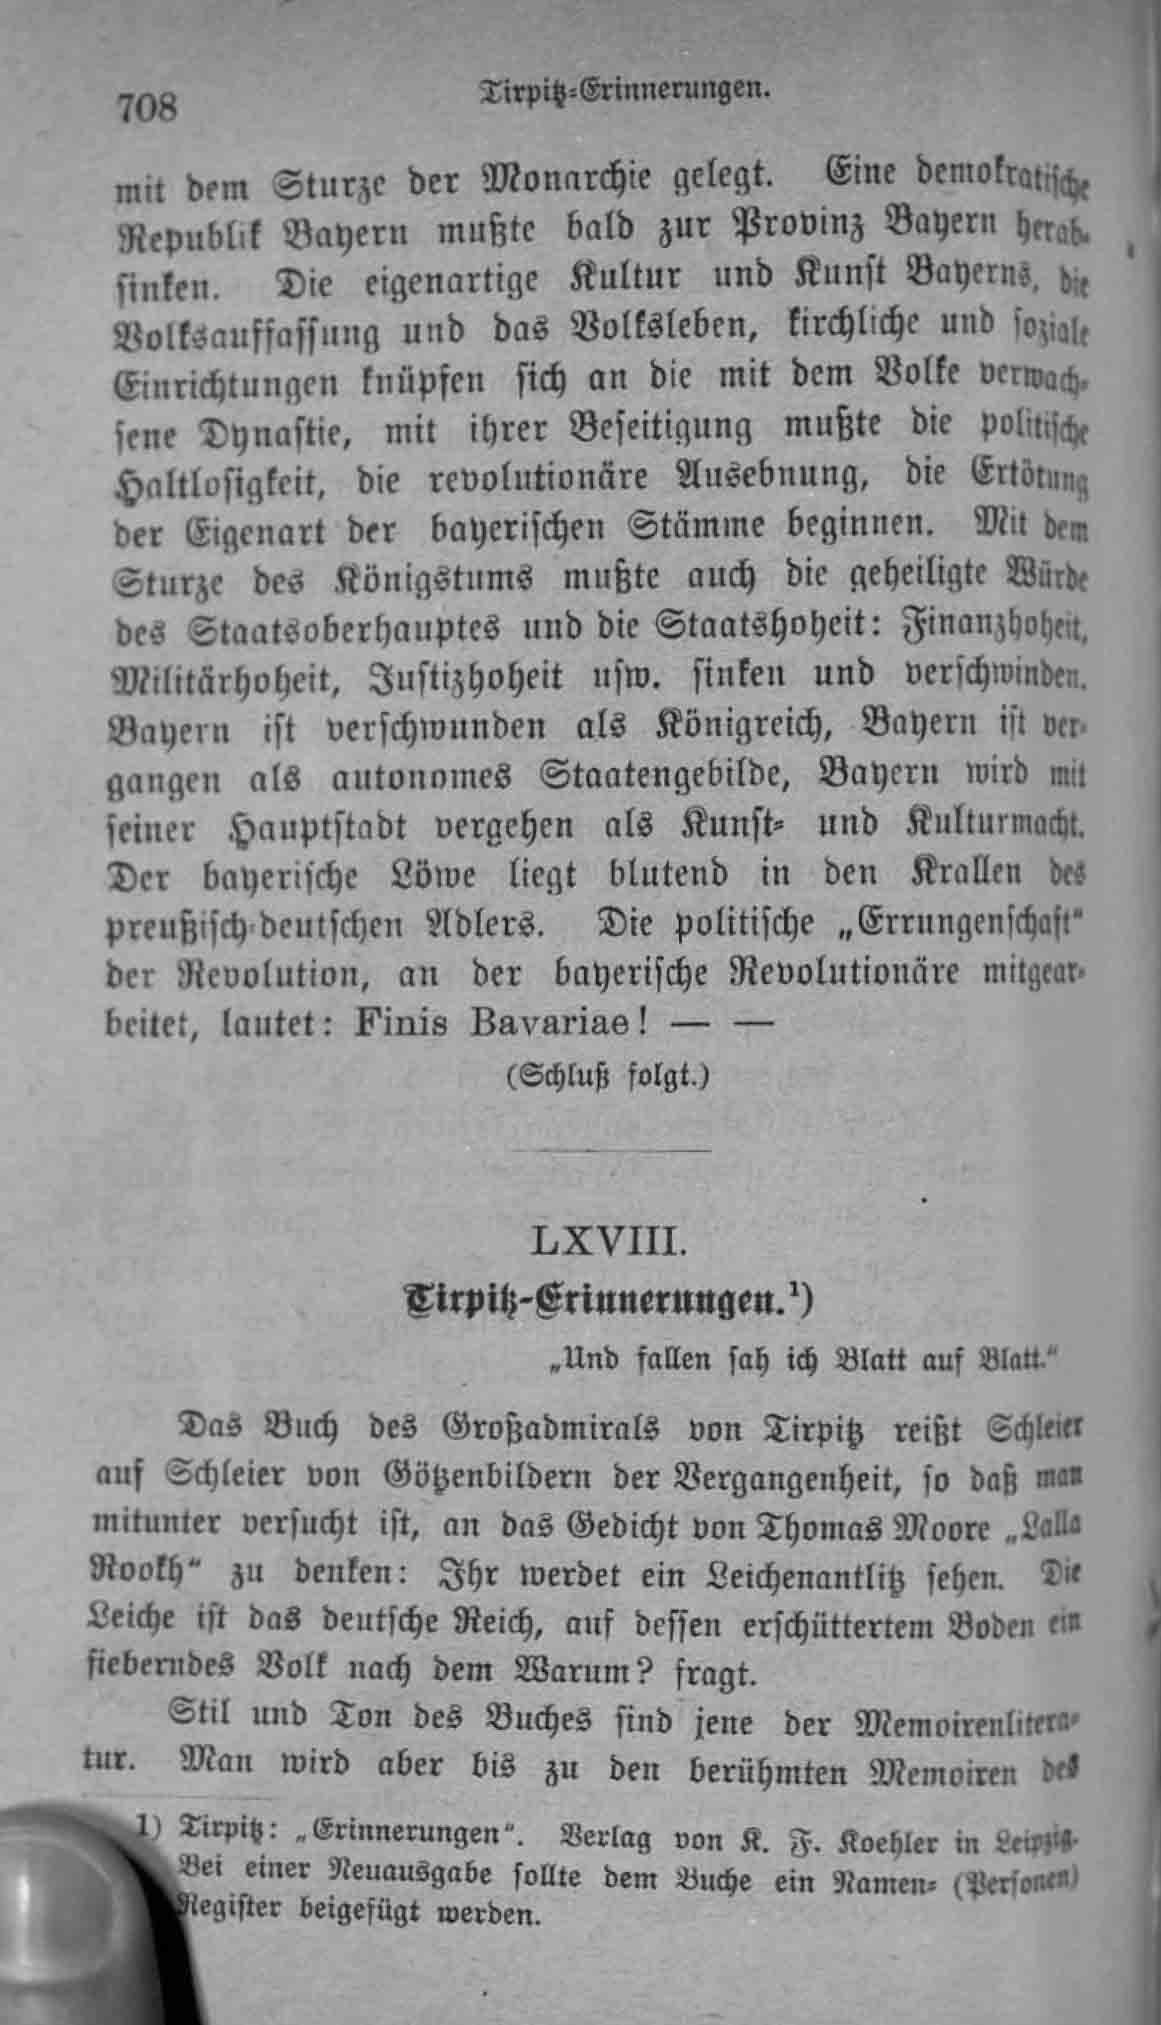 708
Tirpitz-Erinnerungen.
mit dem Sturze der Monarchie gelegt. Eine demokratische
Republik Bayern mußte bald zur Provinz Bayern herab-
sinken. Die eigenartige Kultur und Kunst Bayerns, die
Volksauffassung und das Volksleben, kirchliche und soziale
Einrichtungen knüpfen sich an die mit dem Volke verwach-
sene Dynastie, mit ihrer Beseitigung mußte die politische
Haltlosigkeit, die revolutionäre Ausebnung, die Ertötung
der Eigenart der bayerischen Stämme beginnen. Mit dem
Sturze des Königstums mußte auch die geheiligte Würde
des Staatsoberhauptes und die Staatshoheit: Finanzhoheit,
Militärhoheit, Justizhoheit usw. sinken und verschwinden.
Bayern ist verschwunden als Königreich, Bayern ist ver-
gangen als autonomes Staatengebilde, Bayern wird mit
seiner Hauptstadt vergehen als Kunst- und Kulturmacht.
Der bayerische Löwe liegt blutend in den Krallen des
preußisch-deutschen Adlers. Die politische „Errungenschaft“
der Revolution, an der bayerische Revolutionäre mitgear-
beitet, lautet: Finis Bavariae! — —
(Schluß folgt.)
LXVIII.
Tirpitz-Erinnerungen.¹)
„Und fallen sah ich Blatt auf Blatt.“
Das Buch des Großadmirals von Tirpitz reißt Schleier
auf Schleier von Götzenbildern der Vergangenheit, so daß man
mitunter versucht ist, an das Gedicht von Thomas Moore „Lalla
Rookh“ zu denken: Ihr werdet ein Leichenantlitz sehen. Die
Leiche ist das deutsche Reich, auf dessen erschüttertem Boden ein
fieberndes Volk nach dem Warum? fragt.
Stil und Ton des Buches sind jene der Memoirenlitera-
tur. Man wird aber bis zu den berühmten Memoiren des
1) Tirpitz: „Erinnerungen“. Verlag von K. F. Koehler in Leipzig.
Bei einer Neuausgabe sollte dem Buche ein Namen- (Personen)
Register beigefügt werden.